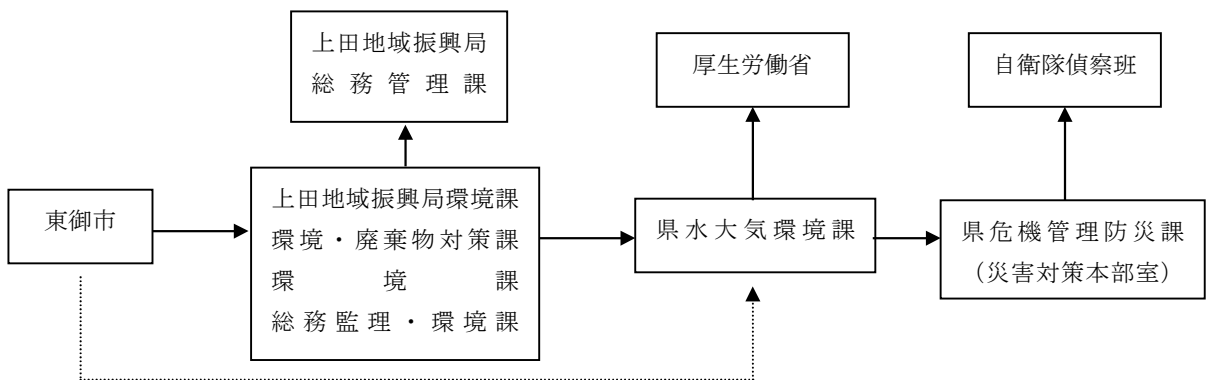 上田地域振興局
総務管理課
厚生労働省
自衛隊偵察班
東御市
上田地域振興局環境課
環境・廃棄物対策課
環境課
総務監理・環境課
県水大気環境課
県危機管理防災課
（災害対策本部室）